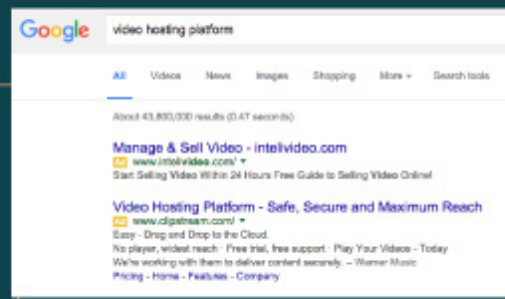 Google video hosting platform
All Videos News Images Shopping More Search tools
About 43,800,000 results (0.47 seconds)
Manage & Sell Video - intelivideo.com
Ad www.intelivideo.com/
Start Selling Video Within 24 Hours Free Guide to Selling Video Online!
Video Hosting Platform - Safe, Secure and Maximum Reach
Ad www.clipstream.com/
Easy - Drag and Drop to the Cloud.
No player, widest reach · Free trial, free support · Play Your Videos - Today
We're working with them to deliver content securely. – Warner Music
Pricing - Home - Features - Company